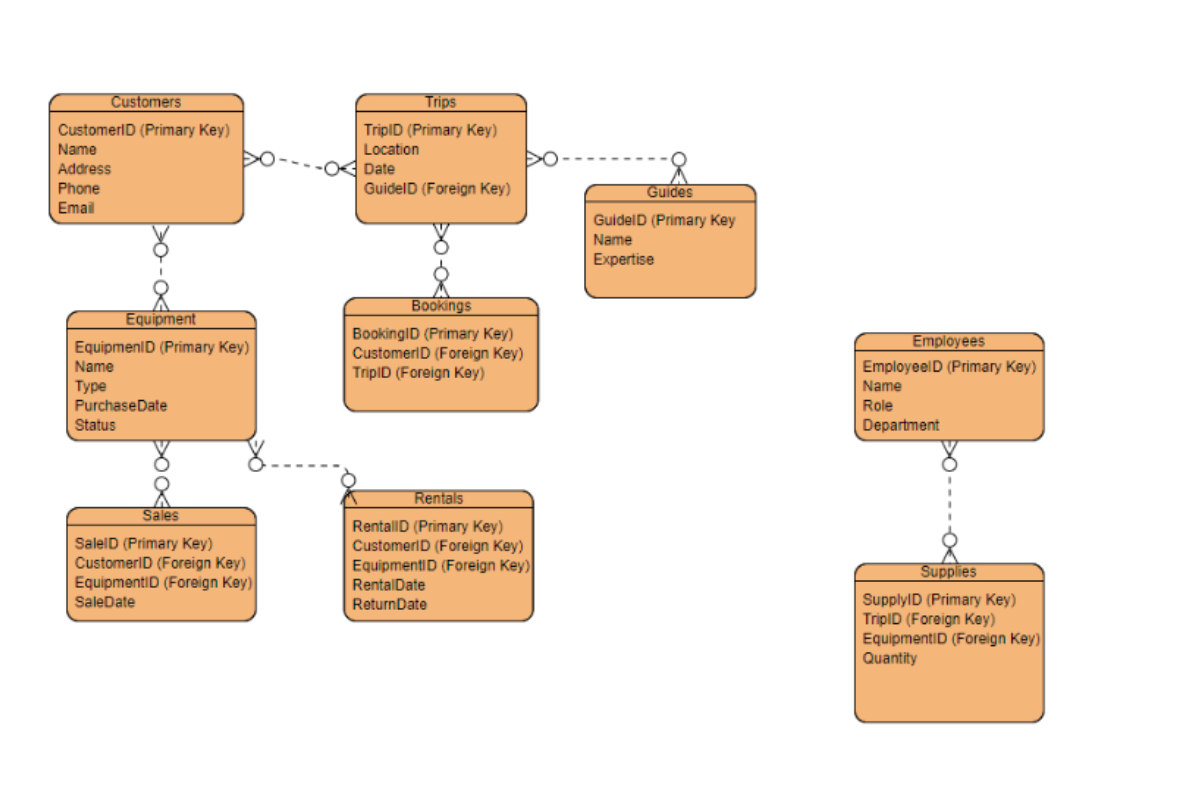 Customers
CustomerID (Primary Key)
Name
Address
Phone
Email
Trips
TripID (Primary Key)
Location
Date
GuideID (Foreign Key)
Guides
GuideID (Primary Key
Name
Expertise
Equipment
EquipmenID (Primary Key)
Name
Type
PurchaseDate
Status
Bookings
BookingID (Primary Key)
CustomerID (Foreign Key)
TripID (Foreign Key)
Employees
EmployeeID (Primary Key)
Name
Role
Department
Sales
SaleID (Primary Key)
CustomerID (Foreign Key)
EquipmentID (Foreign Key)
SaleDate
Rentals
RentalID (Primary Key)
CustomerID (Foreign Key)
EquipmentID (Foreign Key)
RentalDate
ReturnDate
Supplies
SupplyID (Primary Key)
TripID (Foreign Key)
EquipmentID (Foreign Key)
Quantity